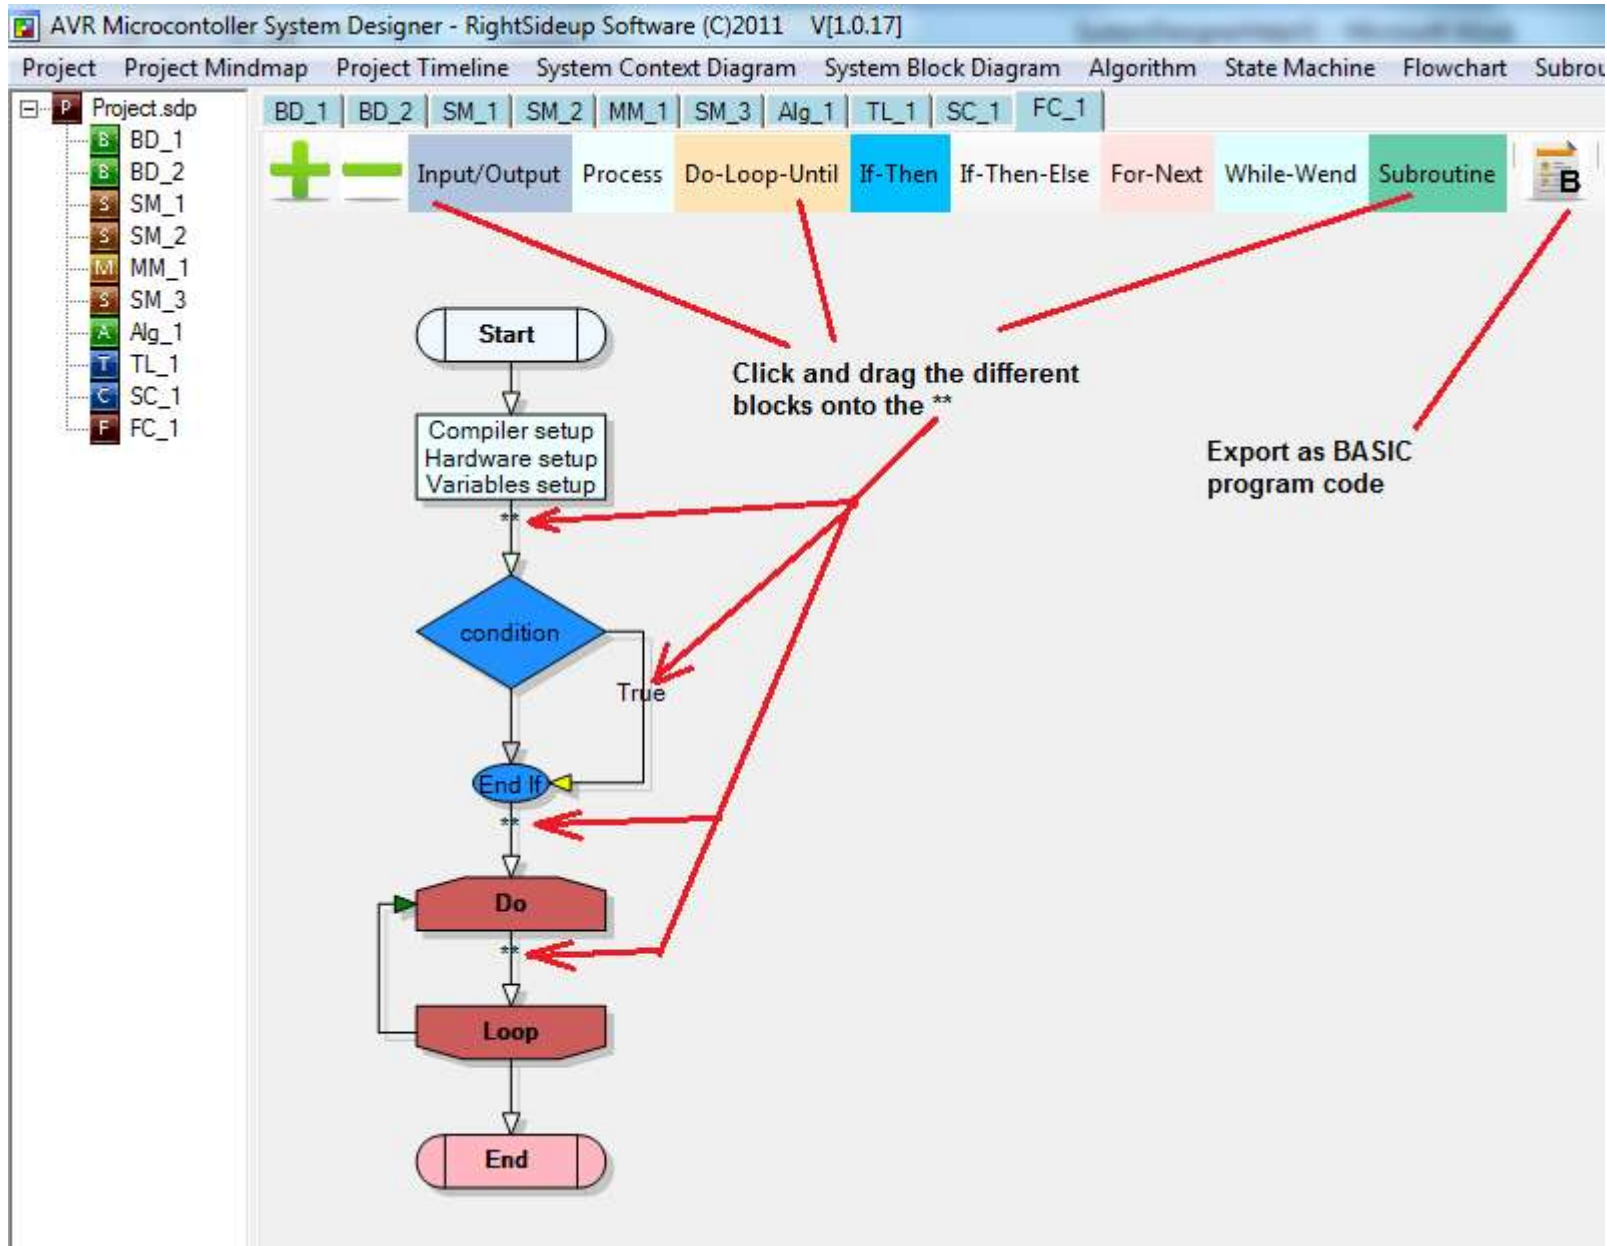 AVR Microcontoller System Designer - RightSideup Software (C)2011 V[1.0.17]
Project Project Mindmap Project Timeline System Context Diagram System Block Diagram Algorithm State Machine Flowchart Subrou
Project.sdp
BD_1
BD_2
SM_1
SM_2
MM_1
SM_3
Alg_1
TL_1
SC_1
FC_1
P
B
B
S
S
M
S
A
T
C
F
BD_1 BD_2 SM_1 SM_2 MM_1 SM_3 Alg_1 TL_1 SC_1 FC_1
Input/Output Process Do-Loop-Until If-Then If-Then-Else For-Next While-Wend Subroutine B
Start
Click and drag the different
blocks onto the **
Export as BASIC
program code
Compiler setup
Hardware setup
Variables setup
**
condition
True
End If
**
Do
**
Loop
End